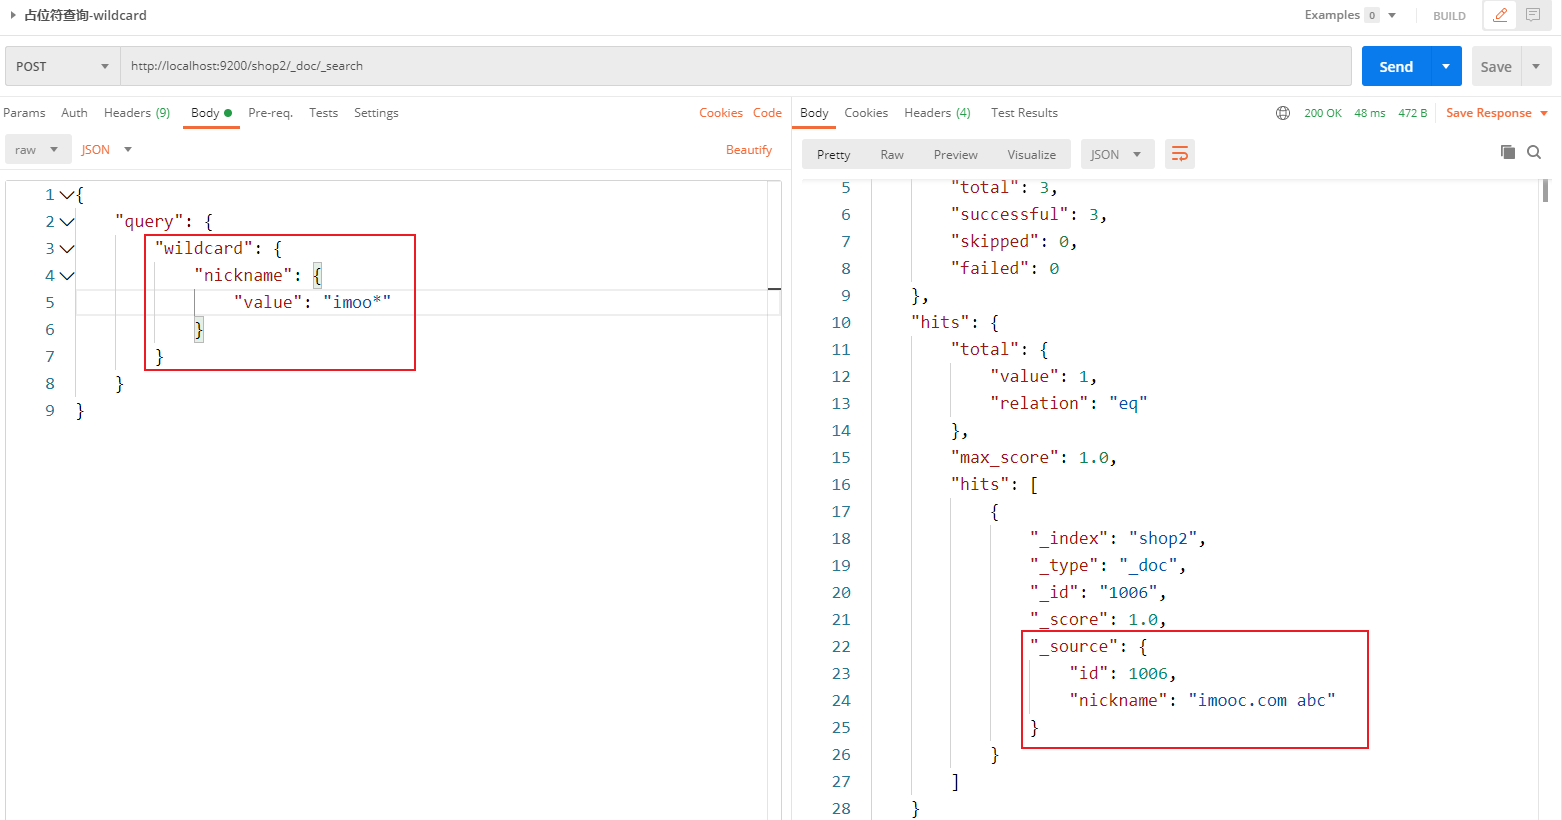 占位符查询-wildcard
Examples 0 BUILD
POST http://localhost:9200/shop2/_doc/_search Send Save
Params Auth Headers (9) Body Pre-req. Tests Settings Cookies Code
raw JSON Beautify
1 {
2 "query": {
3 "wildcard": {
4 "nickname": {
5 "value": "imoo*"
6 }
7 }
8 }
9 }
Body Cookies Headers (4) Test Results 200 OK 48 ms 472 B Save Response
Pretty Raw Preview Visualize JSON
5 "total": 3,
6 "successful": 3,
7 "skipped": 0,
8 "failed": 0
9 },
10 "hits": {
11 "total": {
12 "value": 1,
13 "relation": "eq"
14 },
15 "max_score": 1.0,
16 "hits": [
17 {
18 "_index": "shop2",
19 "_type": "_doc",
20 "_id": "1006",
21 "_score": 1.0,
22 "_source": {
23 "id": 1006,
24 "nickname": "imooc.com abc"
25 }
26 }
27 ]
28 }